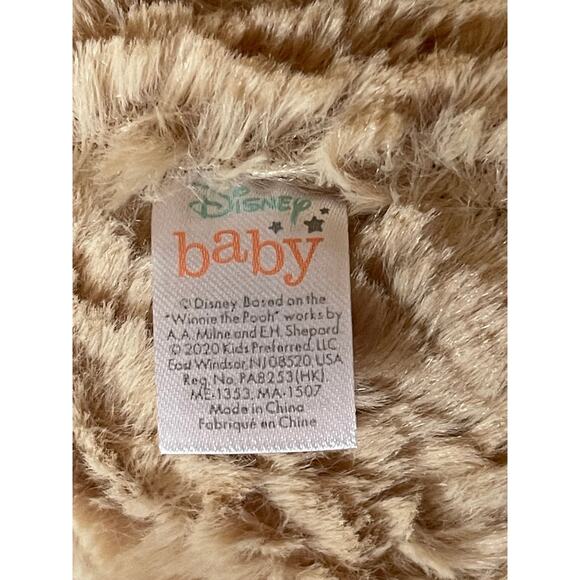 Disney
baby
©Disney. Based on the
"Winnie the Pooh" works by
A.A. Milne and E.H. Shepard.
© 2020 Kids Preferred, LLC
East Windsor, NJ 08520, USA
Reg. No. PA8253(HK),
ME-1353, MA-1507
Made in China
Fabriqué en Chine